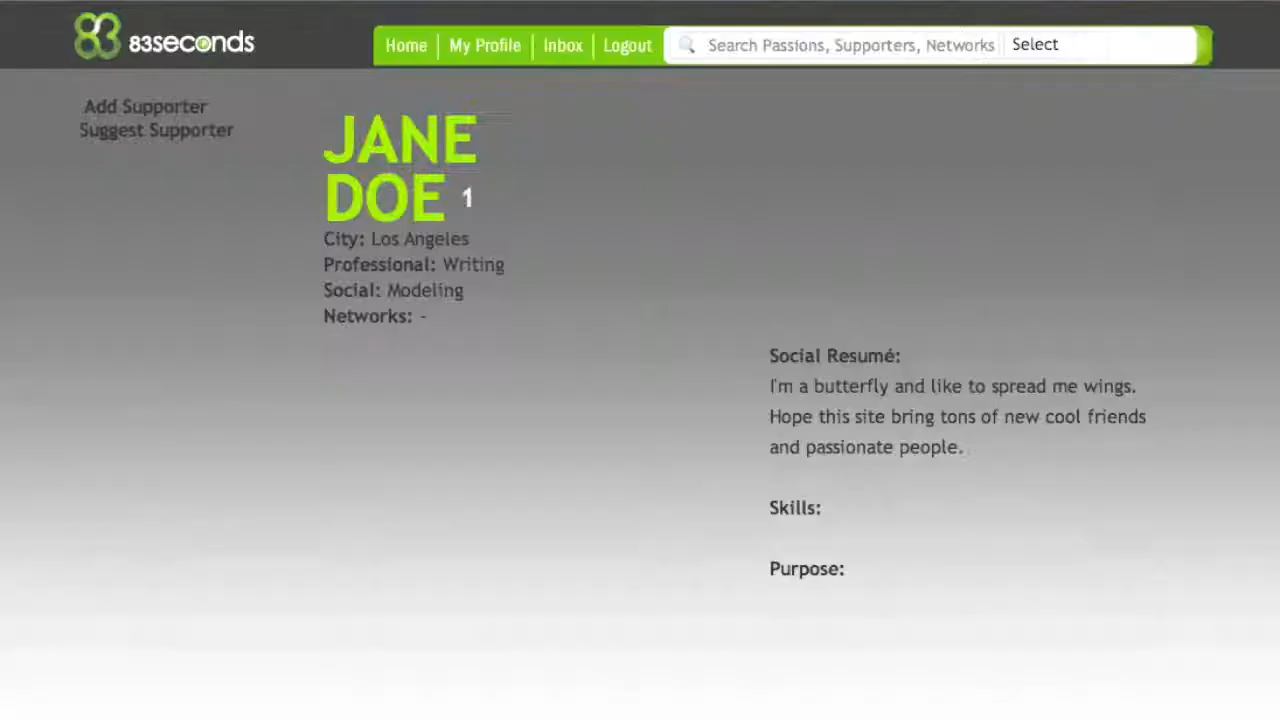 83seconds
Home
My Profile
Inbox
Logout
Search Passions, Supporters, Networks
Select
Add Supporter
Suggest Supporter
JANE
DOE 1
City: Los Angeles
Professional: Writing
Social: Modeling
Networks: -
Social Resumé:
I'm a butterfly and like to spread me wings.
Hope this site bring tons of new cool friends
and passionate people.
Skills:
Purpose: